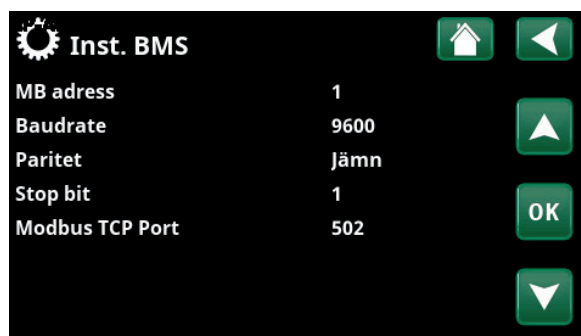 Inst. BMS
MB adress 1
Baudrate 9600
Paritet Jämn
Stop bit 1
OK
Modbus TCP Port 502